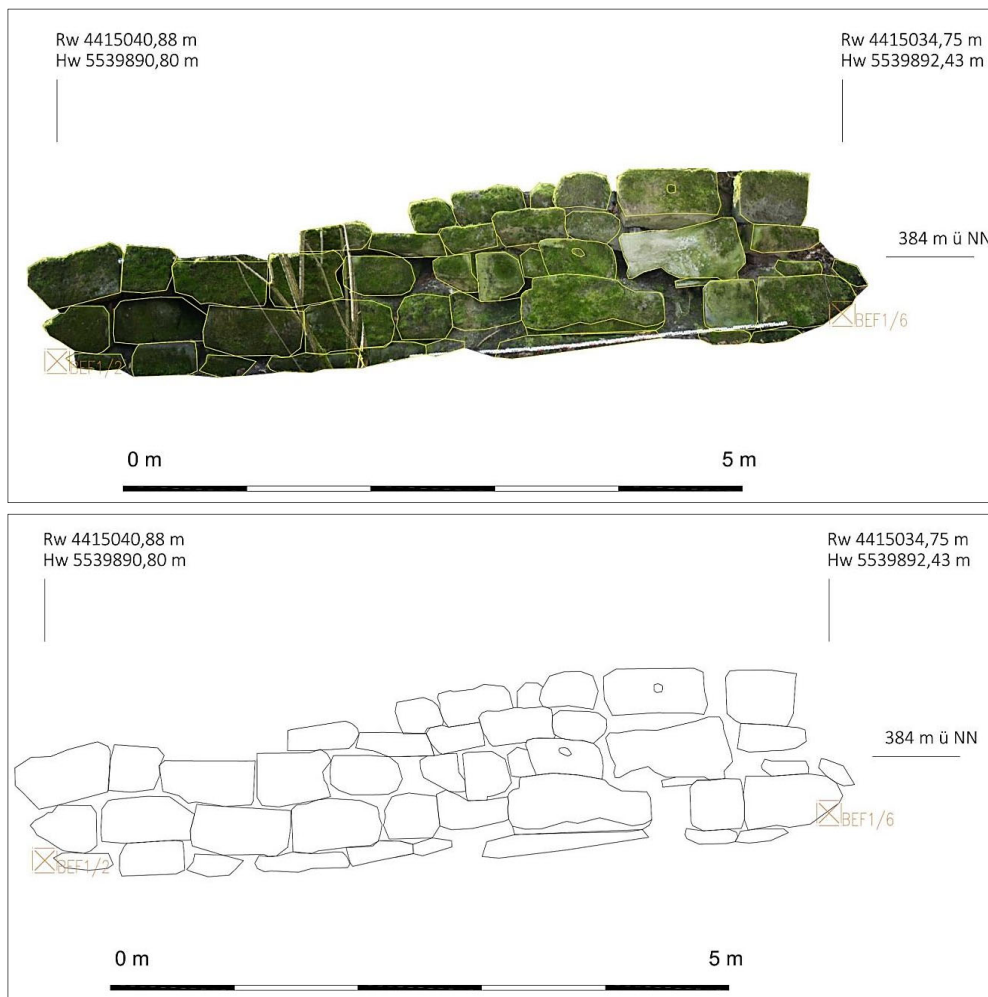 Rw 4415040,88 m
Hw 5539890,80 m
Rw 4415034,75 m
Hw 5539892,43 m
384 m ü NN
BEF1/6
BEF1/2
0 m
5 m
Rw 4415040,88 m
Hw 5539890,80 m
Rw 4415034,75 m
Hw 5539892,43 m
384 m ü NN
BEF1/6
BEF1/2
0 m
5 m